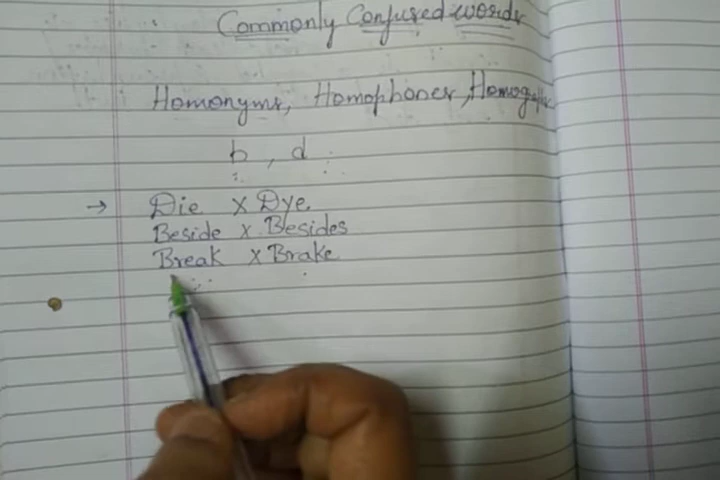 Commonly Confused words
Homonyms, Homophones,
b , d
→ Die x Dye
Beside x Besides
Break x Brake